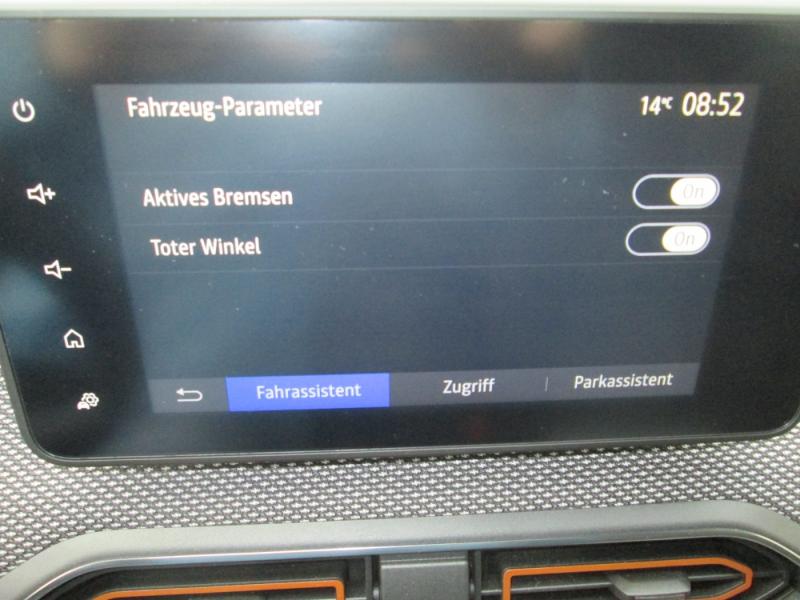 Fahrzeug-Parameter 14°C 08:52
Aktives Bremsen On
Toter Winkel On
Fahrassistent Zugriff Parkassistent